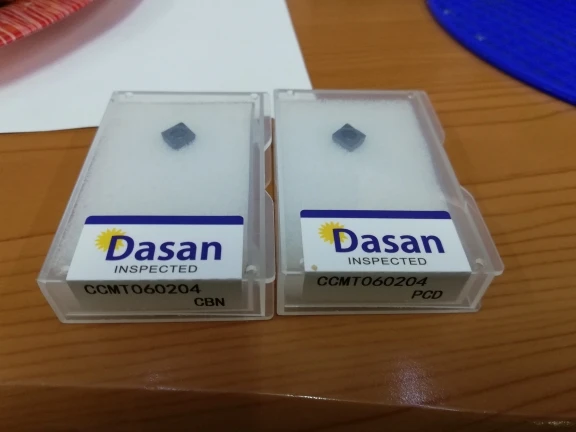 Dasan
INSPECTED
CCMT060204
CBN
Dasan
INSPECTED
CCMT060204
PCD